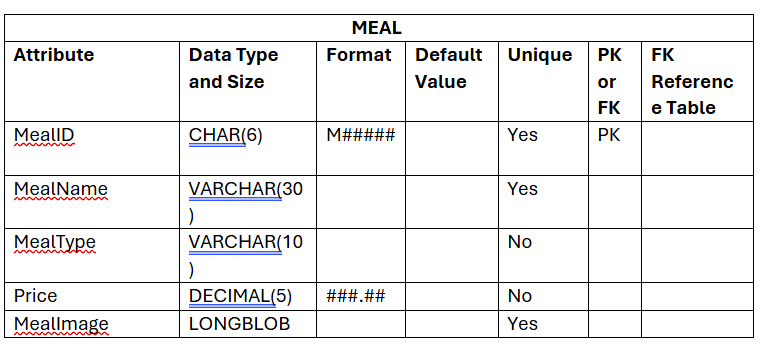 MEAL
Attribute Data Type and Size Format Default Value Unique PK or FK FK Referenc e Table
MealID CHAR(6) M##### Yes PK
MealName VARCHAR(30 ) Yes
MealType VARCHAR(10 ) No
Price DECIMAL(5) ###.## No
MealImage LONGBLOB Yes